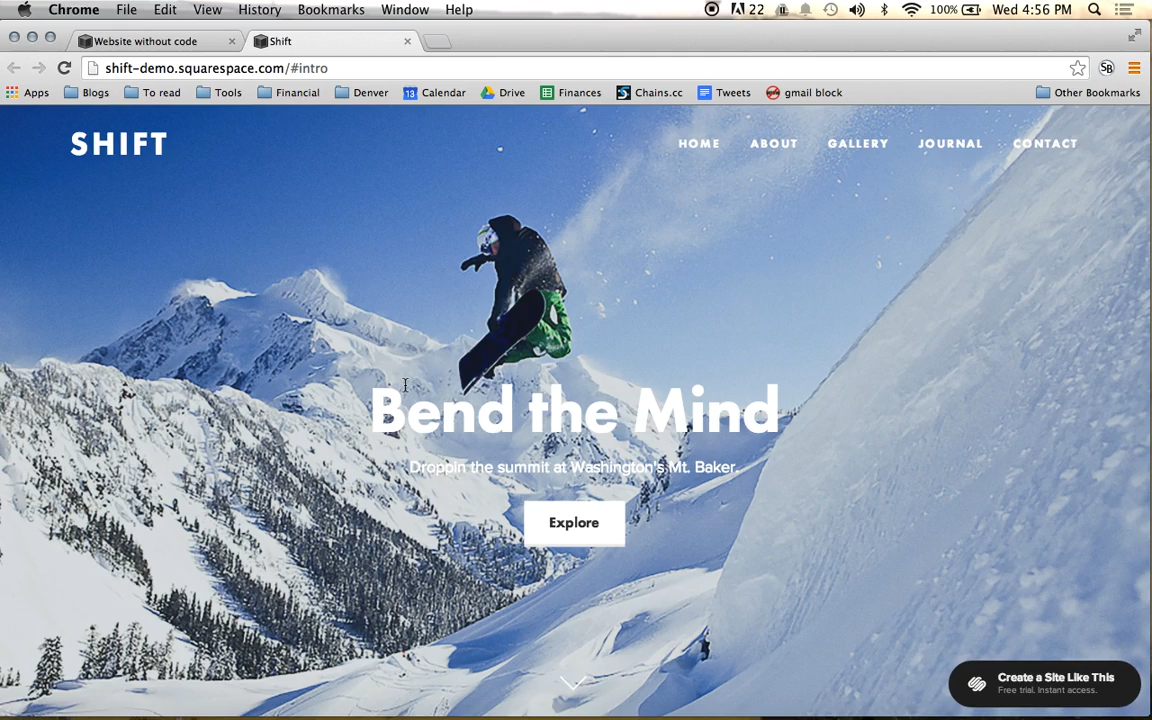 Chrome File Edit View History Bookmarks Window Help 22 100% Wed 4:56 PM
Website without code Shift
shift-demo.squarespace.com/#intro SB
Apps Blogs To read Tools Financial Denver 13 Calendar Drive Finances Chains.cc Tweets gmail block Other Bookmarks
SHIFT HOME ABOUT GALLERY JOURNAL CONTACT
Bend the Mind
Droppin the summit at Washington's Mt. Baker.
Explore
Create a Site Like This
Free trial. Instant access.